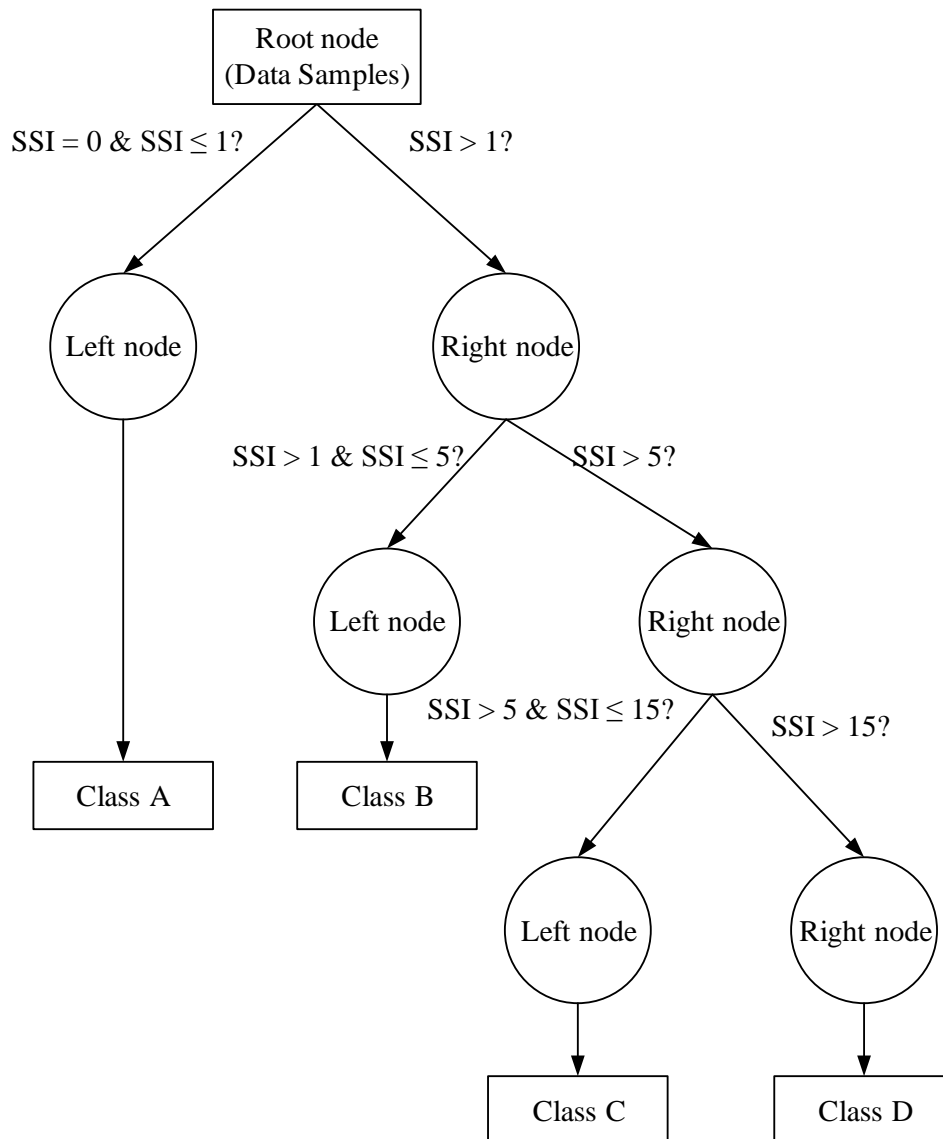 Root node
(Data Samples)
SSI = 0 & SSI ≤ 1?
SSI > 1?
Left node
Right node
SSI > 1 & SSI ≤ 5?
SSI > 5?
Left node
Right node
SSI > 5 & SSI ≤ 15?
SSI > 15?
Class A
Class B
Left node
Right node
Class C
Class D